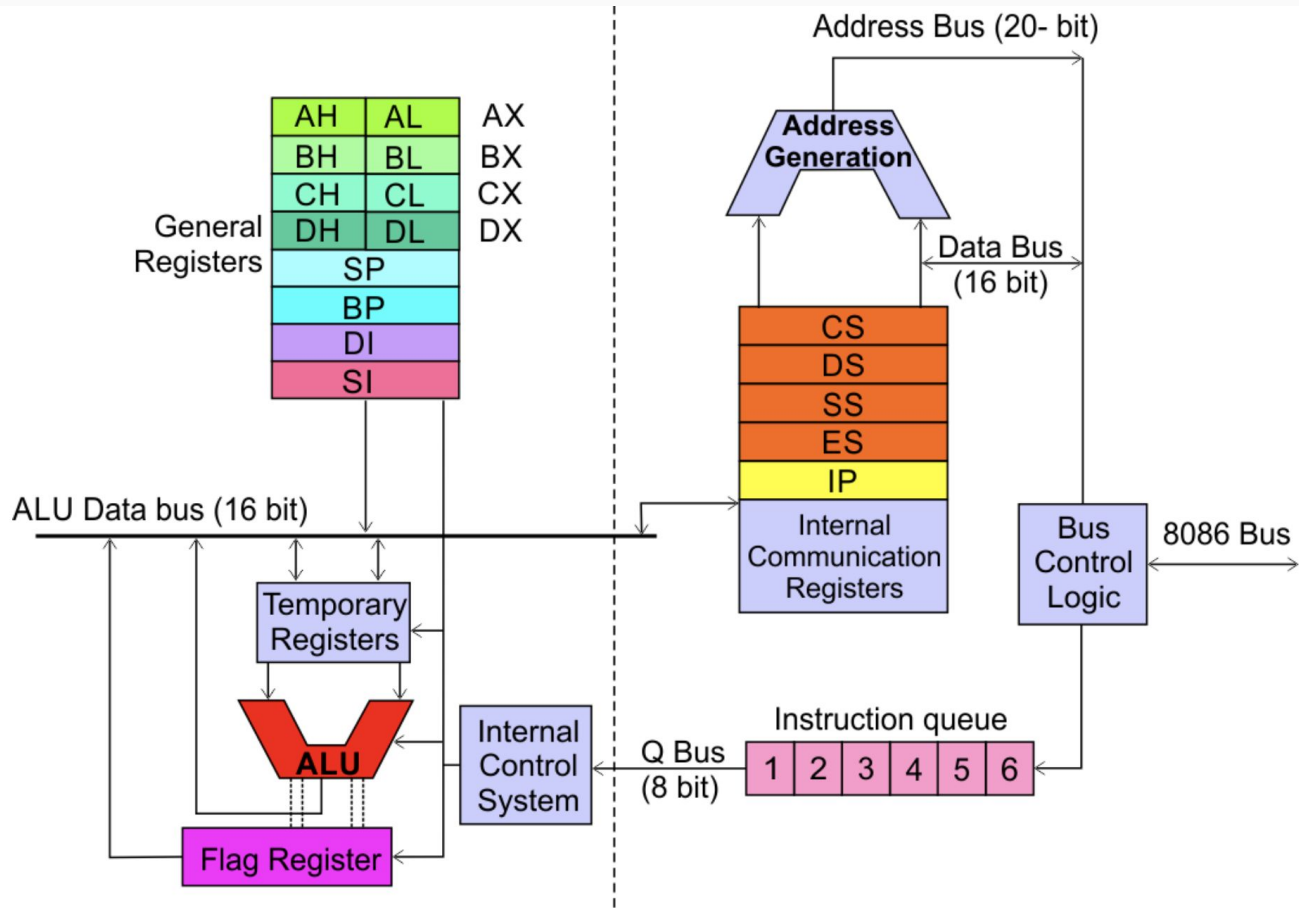 Address Bus (20- bit)
AH AL AX
BH BL BX
CH CL CX
DH DL DX
General
Registers
SP
BP
DI
SI
Address
Generation
Data Bus
(16 bit)
CS
DS
SS
ES
IP
Internal
Communication
Registers
Bus
Control
Logic
8086 Bus
ALU Data bus (16 bit)
Temporary
Registers
ALU
Flag Register
Internal
Control
System
Q Bus
(8 bit)
Instruction queue
1 2 3 4 5 6